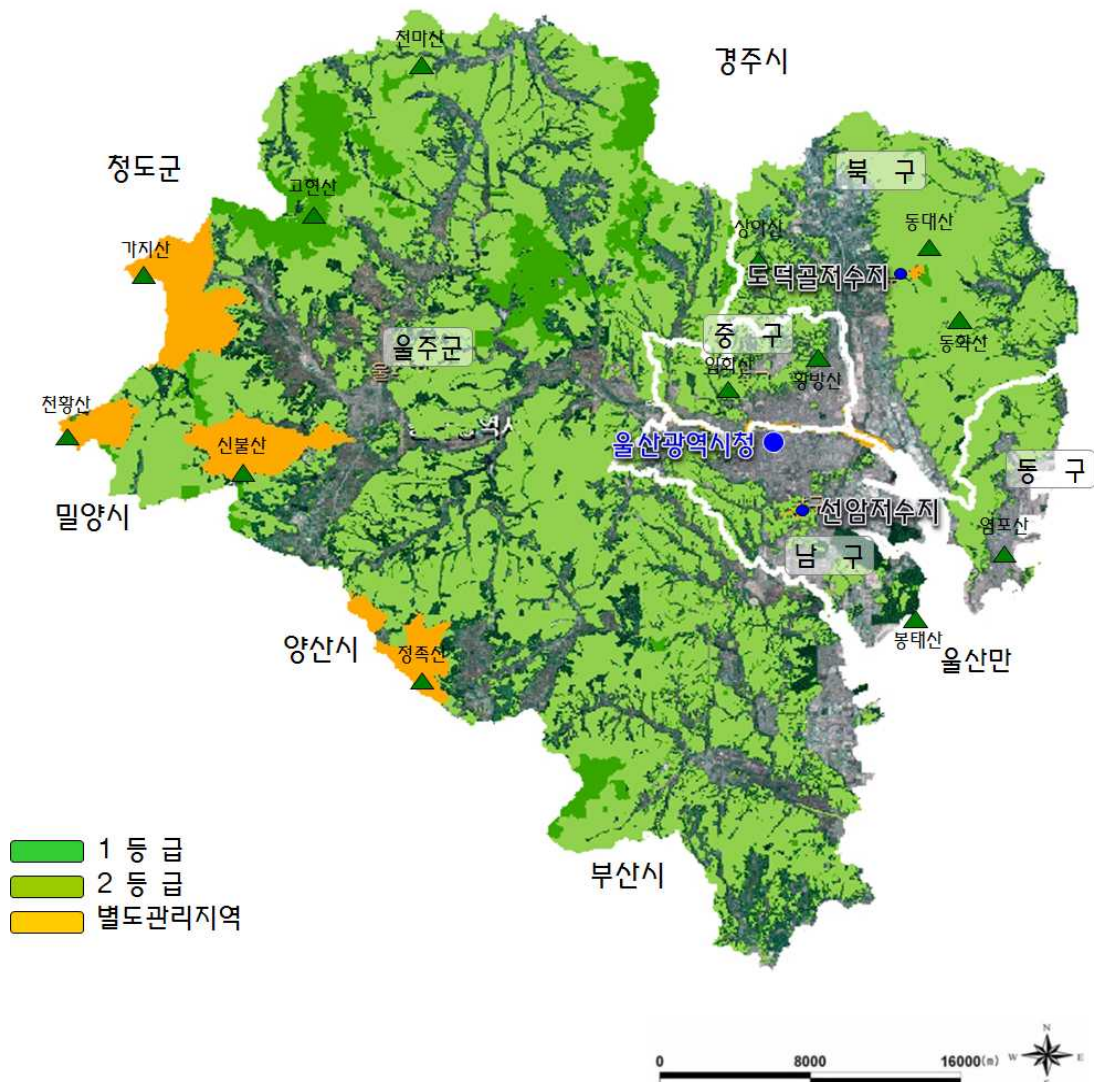 천마산
경주시
청도군
북 구
고헌산
동대산
가지산
상아산
도덕골저수지
중 구
동화산
울주군
입화산
황방산
천황산
신불산
울산광역시청
동 구
밀양시
선암저수지
염포산
남 구
양산시
정족산
봉태산
울산만
1 등 급
2 등 급
별도관리지역
부산시
N
W E
0 8000 16000(m)